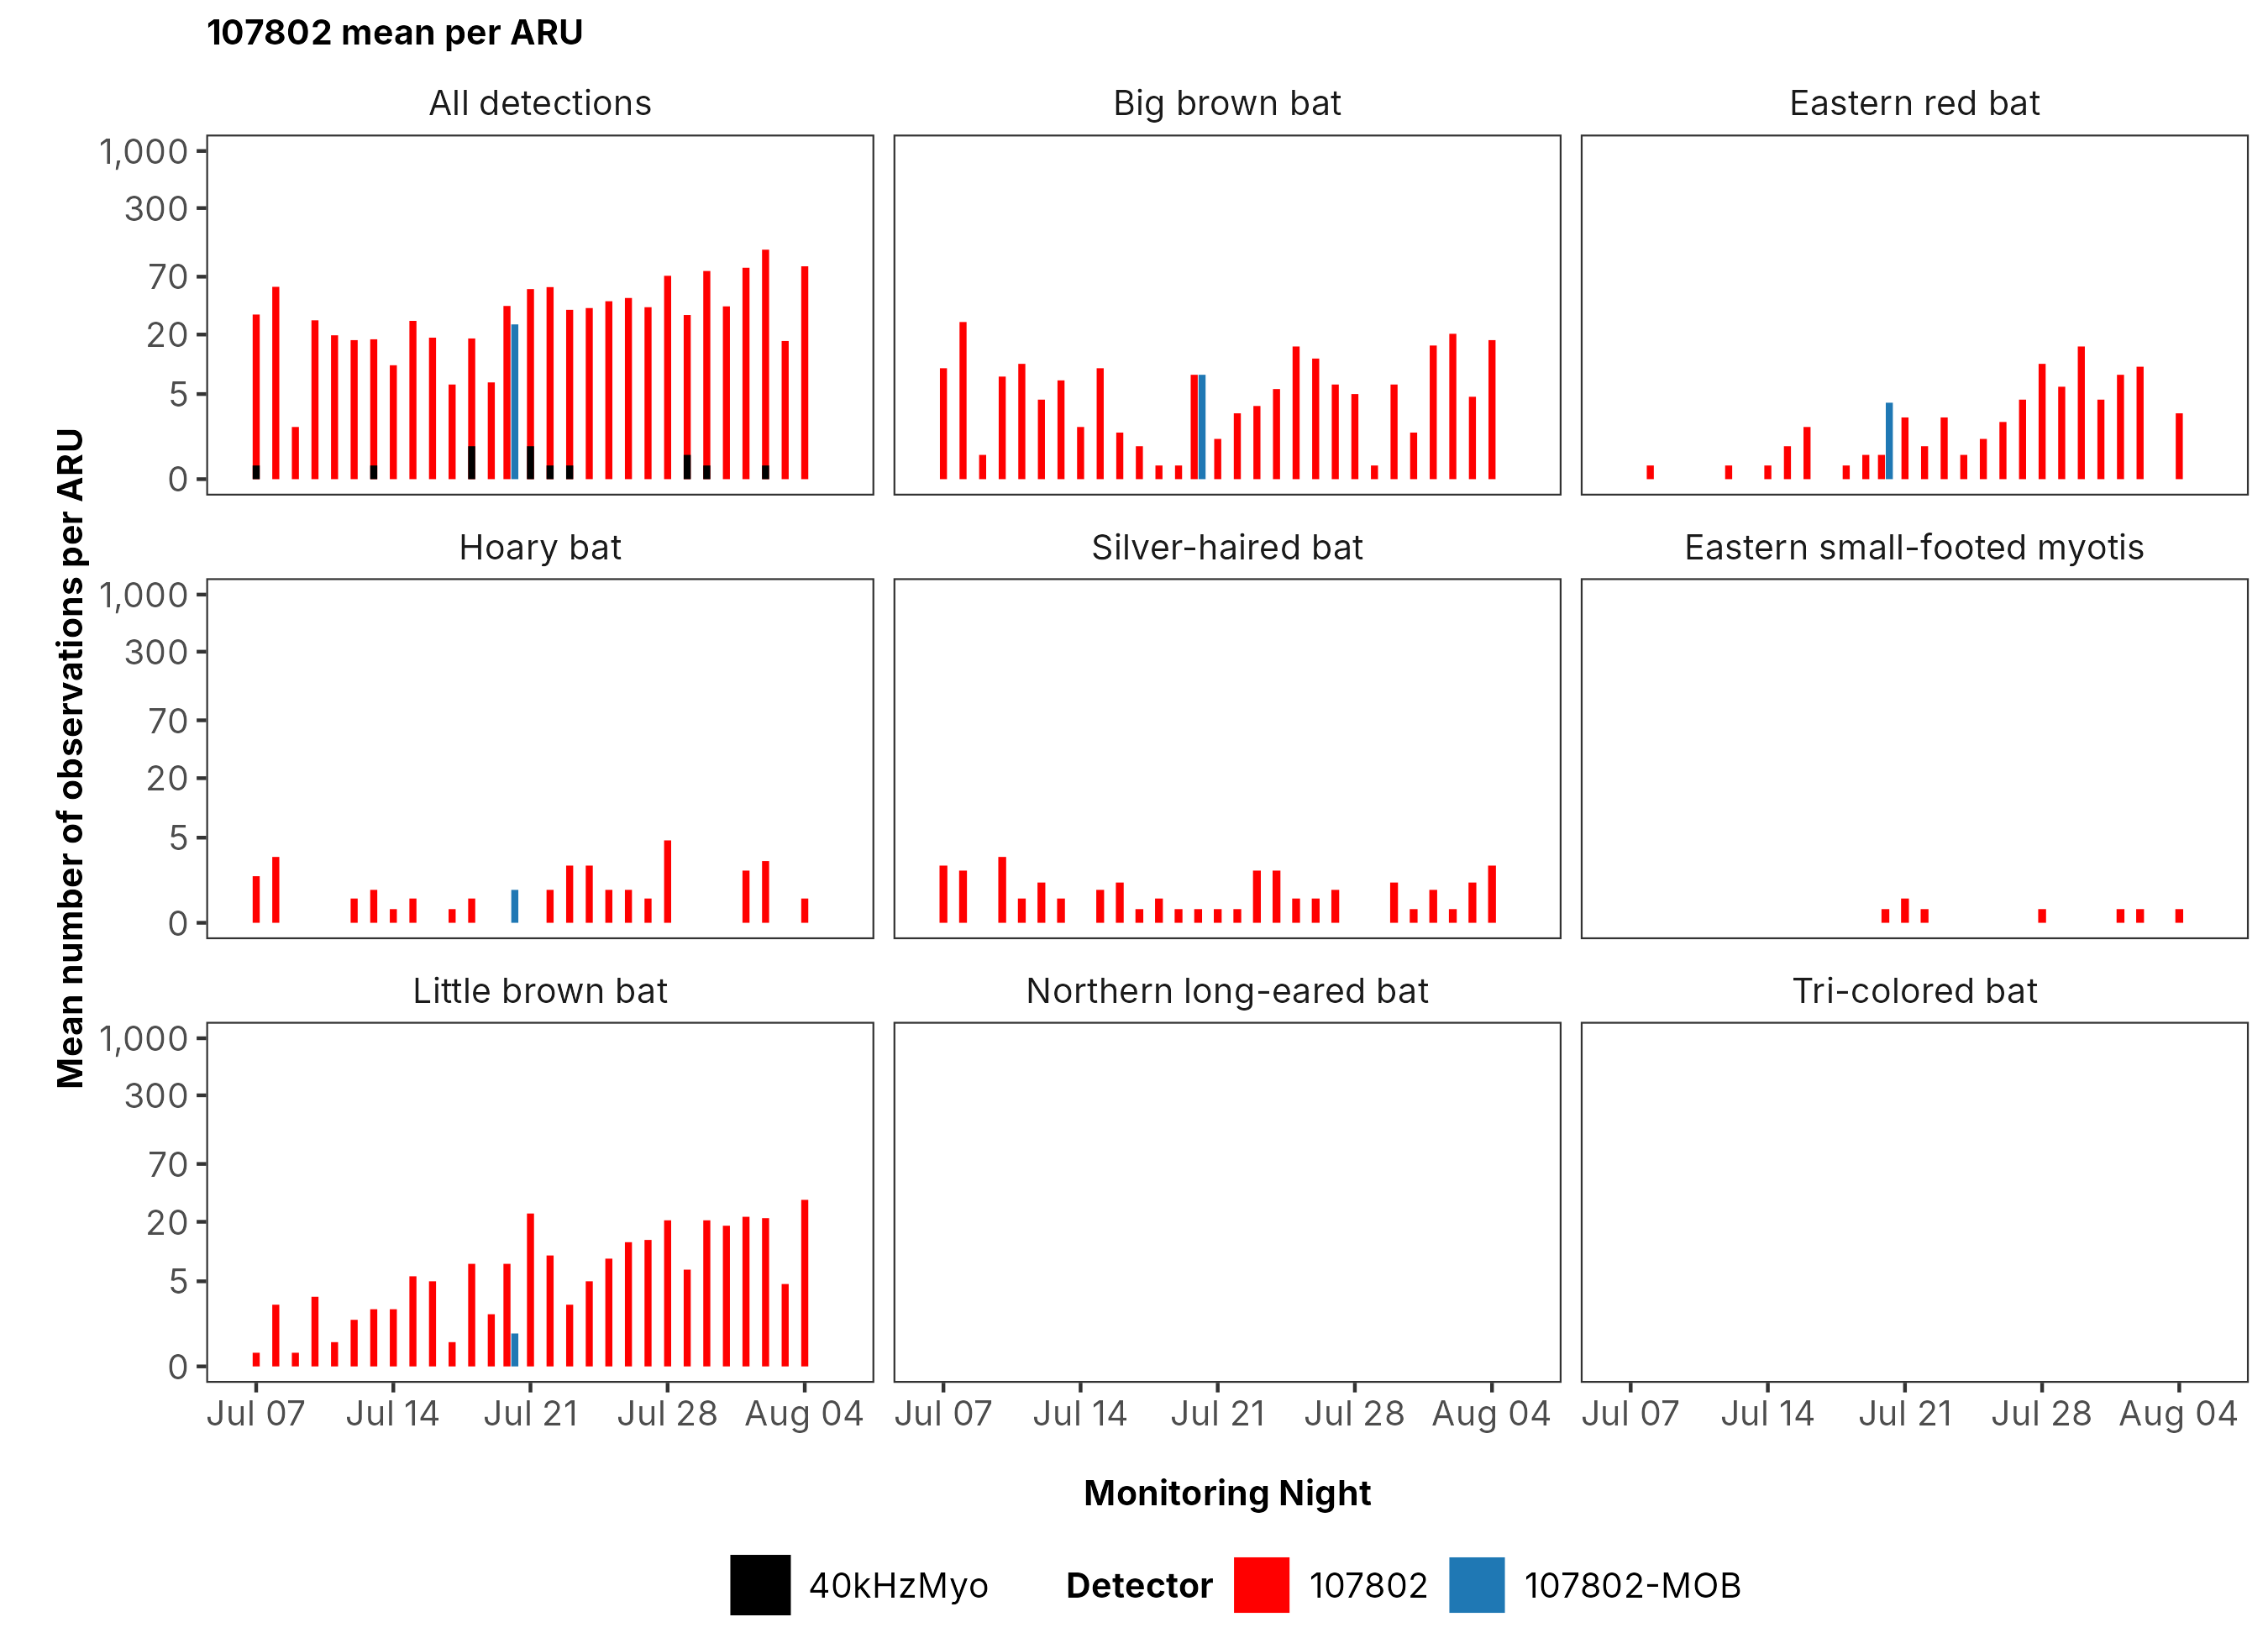 107802 mean per ARU
All detections
Big brown bat
Eastern red bat
1,000
300
70
20
5
0
Hoary bat
Silver-haired bat
Eastern small-footed myotis
1,000
300
70
20
5
0
Little brown bat
Northern long-eared bat
Tri-colored bat
1,000
300
70
20
5
0
Mean number of observations per ARU
Jul 07 Jul 14 Jul 21 Jul 28 Aug 04
Jul 07 Jul 14 Jul 21 Jul 28 Aug 04
Jul 07 Jul 14 Jul 21 Jul 28 Aug 04
Monitoring Night
40kHzMyo Detector 107802 107802-MOB